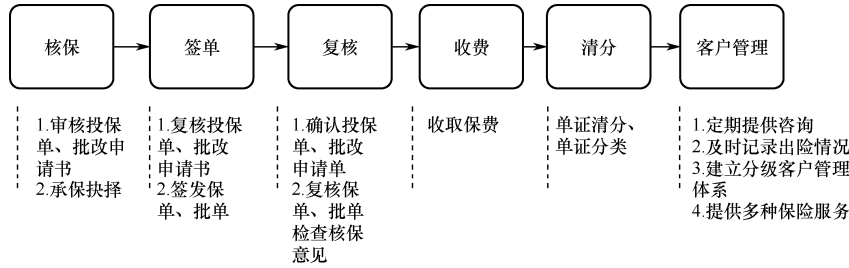 核保
签单
复核
收费
清分
客户管理
1.审核投保
单、批改申
请书
2.承保抉择
1.复核投保
单、批改
申请书
2.签发保
单、批单
1.确认投保
单、批改
申请单
2.复核保
单、批单
检查核保
意见
收取保费
单证清分、
单证分类
1.定期提供咨询
2.及时记录出险情况
3.建立分级客户管理
体系
4.提供多种保险服务